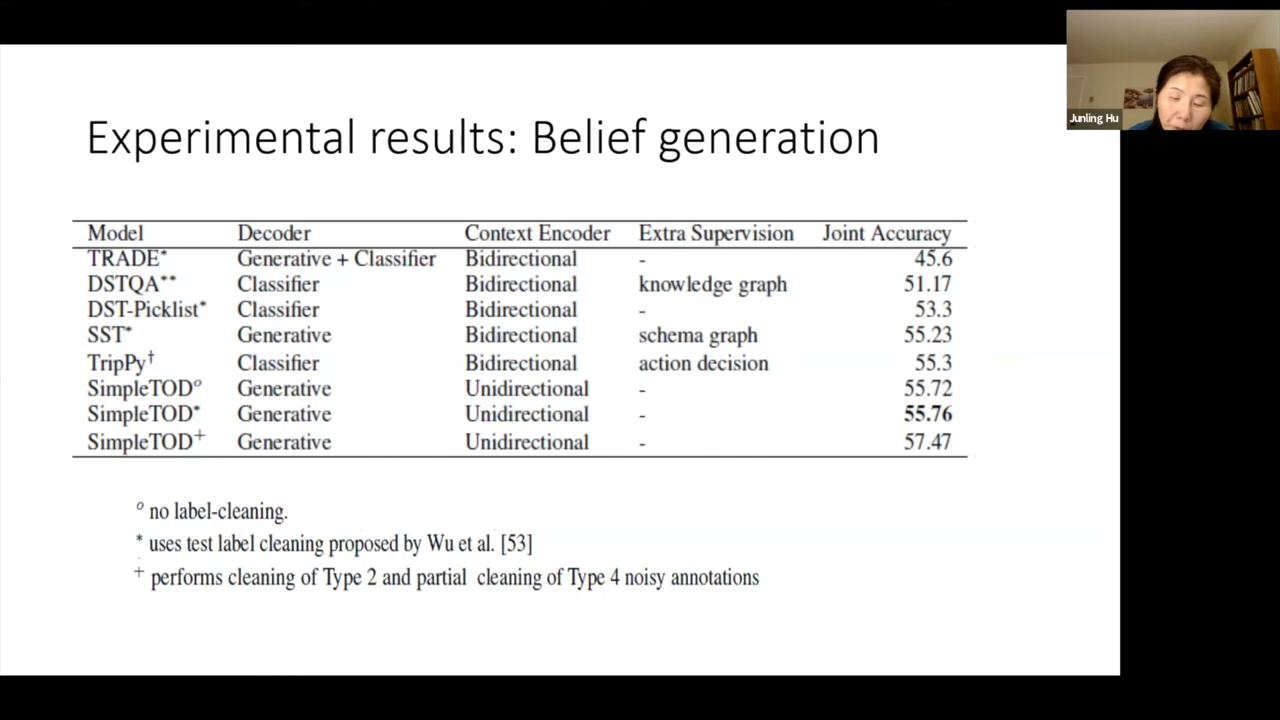 Junling Hu
Experimental results: Belief generation
Model Decoder Context Encoder Extra Supervision Joint Accuracy
TRADE* Generative + Classifier Bidirectional - 45.6
DSTQA** Classifier Bidirectional knowledge graph 51.17
DST-Picklist* Classifier Bidirectional - 53.3
SST* Generative Bidirectional schema graph 55.23
TripPy† Classifier Bidirectional action decision 55.3
SimpleTODo Generative Unidirectional - 55.72
SimpleTOD* Generative Unidirectional - 55.76
SimpleTOD+ Generative Unidirectional - 57.47
o no label-cleaning.
* uses test label cleaning proposed by Wu et al. [53]
+ performs cleaning of Type 2 and partial cleaning of Type 4 noisy annotations